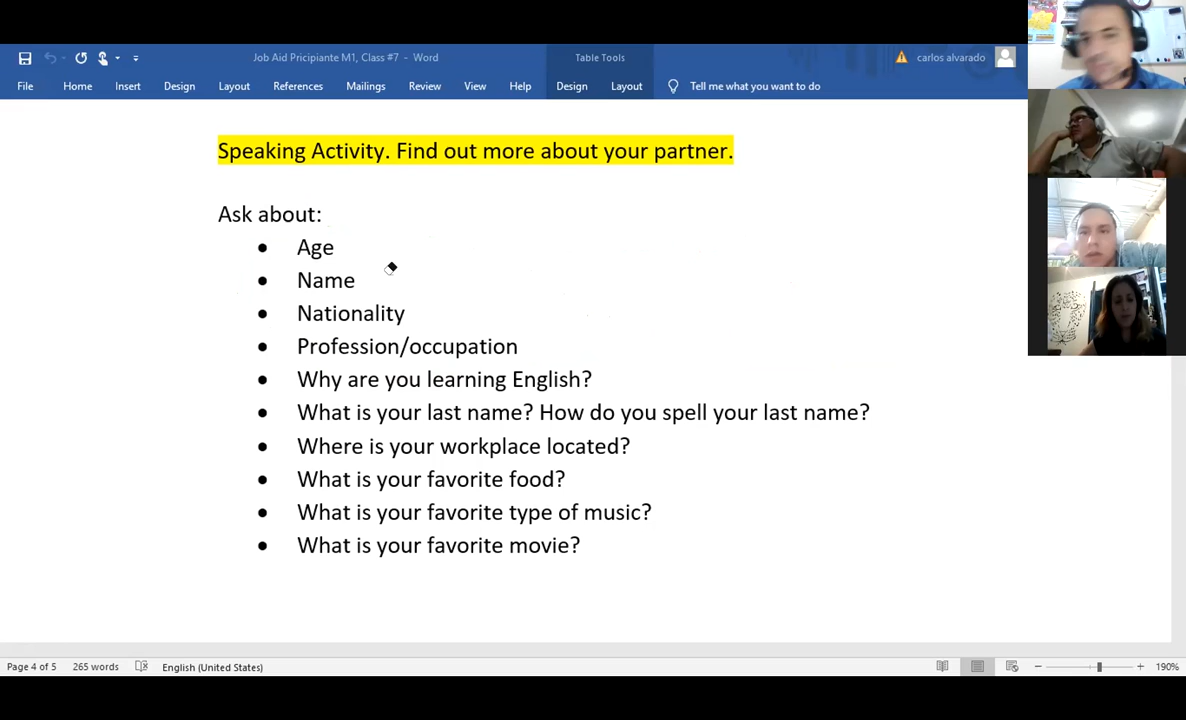 Job Aid Pricipiante M1, Class #7 - Word
Table Tools
carlos alvarado
File Home Insert Design Layout References Mailings Review View Help Design Layout Tell me what you want to do
Speaking Activity. Find out more about your partner.
Ask about:
• Age
• Name
• Nationality
• Profession/occupation
• Why are you learning English?
• What is your last name? How do you spell your last name?
• Where is your workplace located?
• What is your favorite food?
• What is your favorite type of music?
• What is your favorite movie?
Page 4 of 5 265 words English (United States) 190%